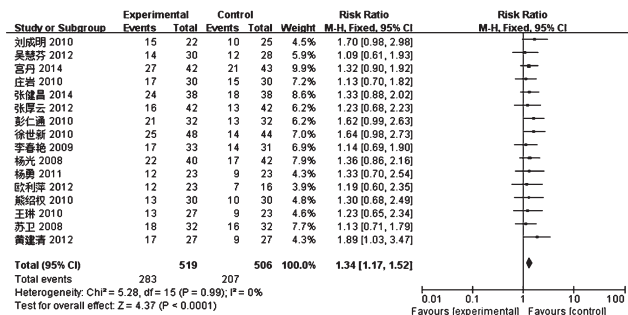 Experimental Control Risk Ratio Risk Ratio
Study or Subgroup Events Total Events Total Weight M-H, Fixed, 95% CI M-H, Fixed, 95% CI
刘成明 2010 15 22 10 25 4.5% 1.70 [0.98, 2.98]
吴慧芬 2012 14 30 12 28 5.9% 1.09 [0.61, 1.93]
宫丹 2014 27 42 21 43 9.9% 1.32 [0.90, 1.92]
庄岩 2010 17 30 15 30 7.2% 1.13 [0.70, 1.82]
张健昌 2014 24 38 18 38 8.6% 1.33 [0.88, 2.02]
张厚云 2012 16 42 13 42 6.2% 1.23 [0.68, 2.23]
彭仁通 2010 21 32 13 32 6.2% 1.62 [0.99, 2.63]
徐世新 2010 25 48 14 44 7.0% 1.64 [0.98, 2.73]
李春艳 2009 17 33 14 31 6.9% 1.14 [0.69, 1.90]
杨光 2008 22 40 17 42 7.9% 1.36 [0.86, 2.16]
杨勇 2011 12 23 9 23 4.3% 1.33 [0.70, 2.54]
欧利萍 2012 12 23 7 16 3.9% 1.19 [0.60, 2.35]
熊绍权 2010 13 30 10 30 4.8% 1.30 [0.68, 2.49]
王琳 2010 13 27 9 23 4.6% 1.23 [0.65, 2.34]
苏卫 2008 18 32 16 32 7.6% 1.13 [0.71, 1.79]
黄建清 2012 17 27 9 27 4.3% 1.89 [1.03, 3.47]
Total (95% CI) 519 506 100.0% 1.34 [1.17, 1.52]
Total events 283 207
Heterogeneity: Chi² = 5.28, df = 15 (P = 0.99); I² = 0%
Test for overall effect: Z = 4.37 (P < 0.0001)
0.01 0.1 1 10 100
Favours [experimental] Favours [control]